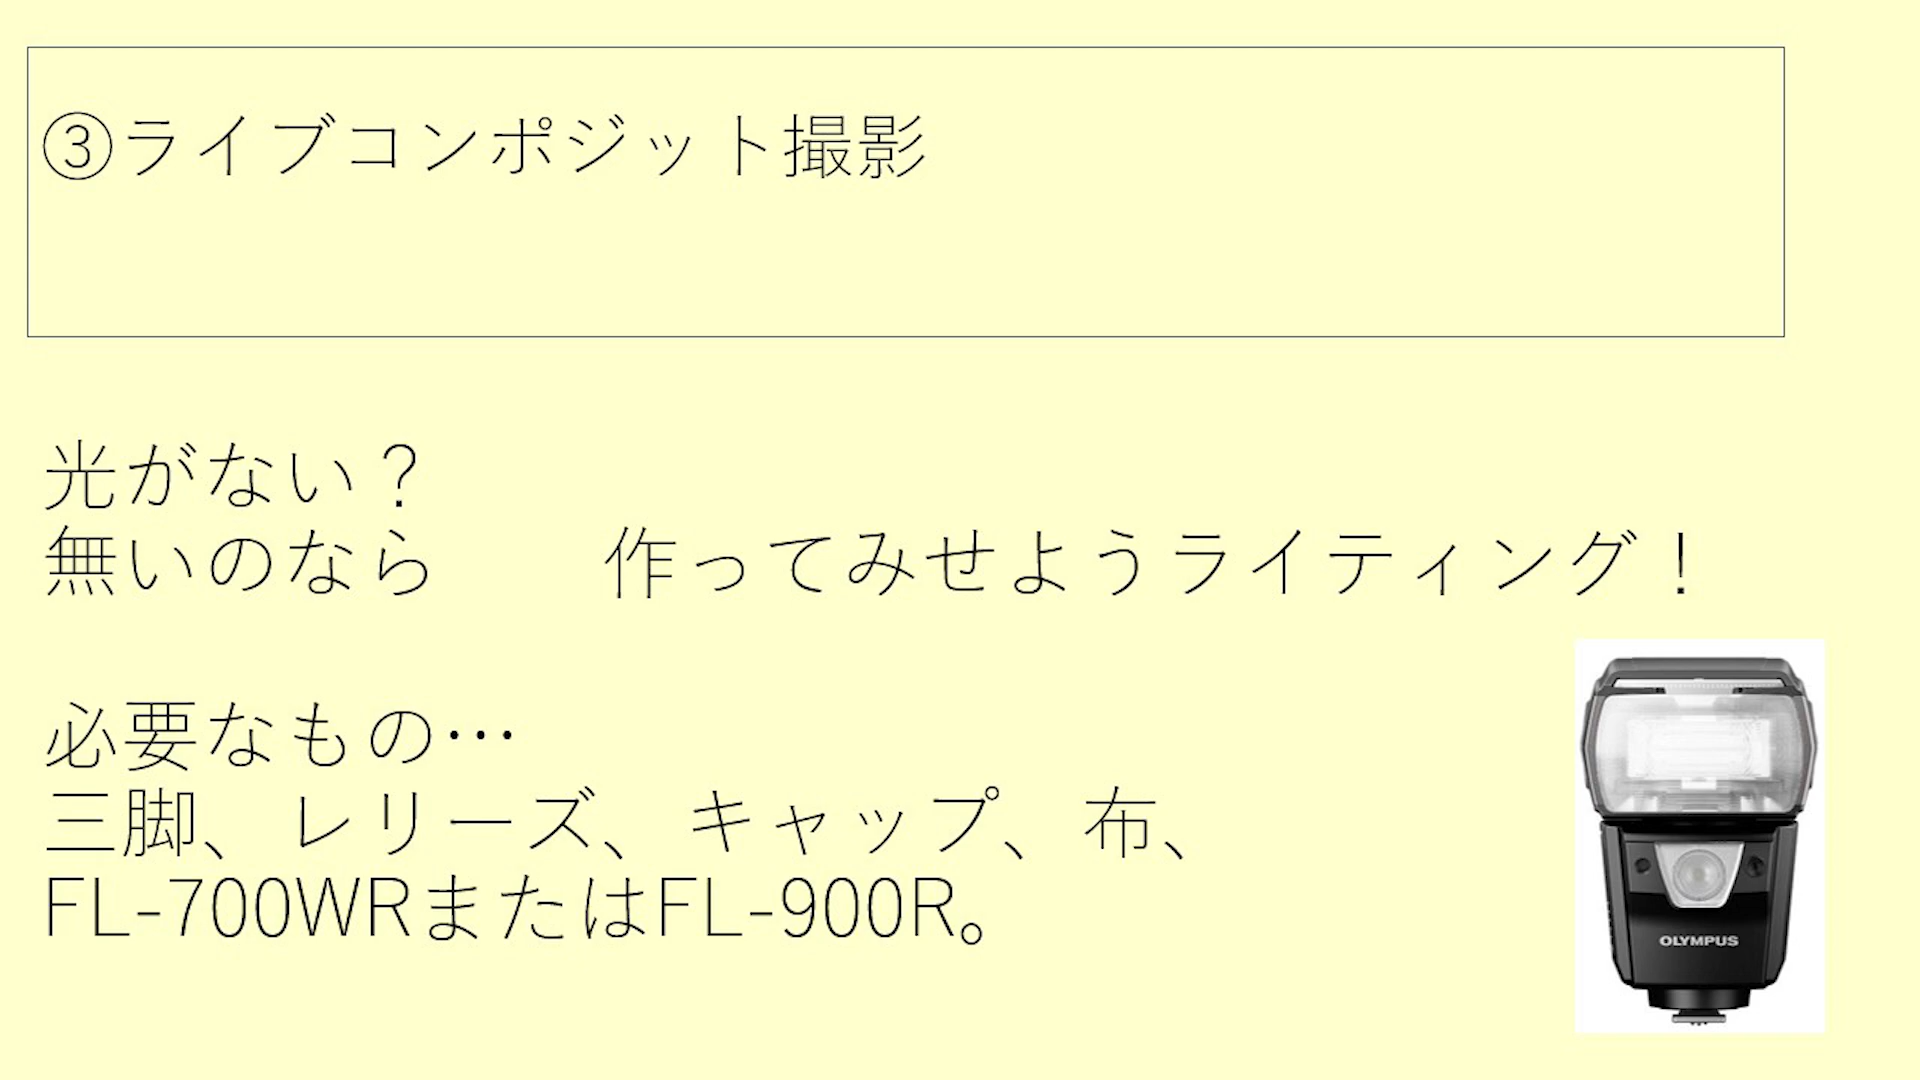 ③ライブコンポジット撮影
光がない？
無いのなら　　作ってみせようライティング！
必要なもの…
三脚、レリーズ、キャップ、布、
FL-700WRまたはFL-900R。
OLYMPUS